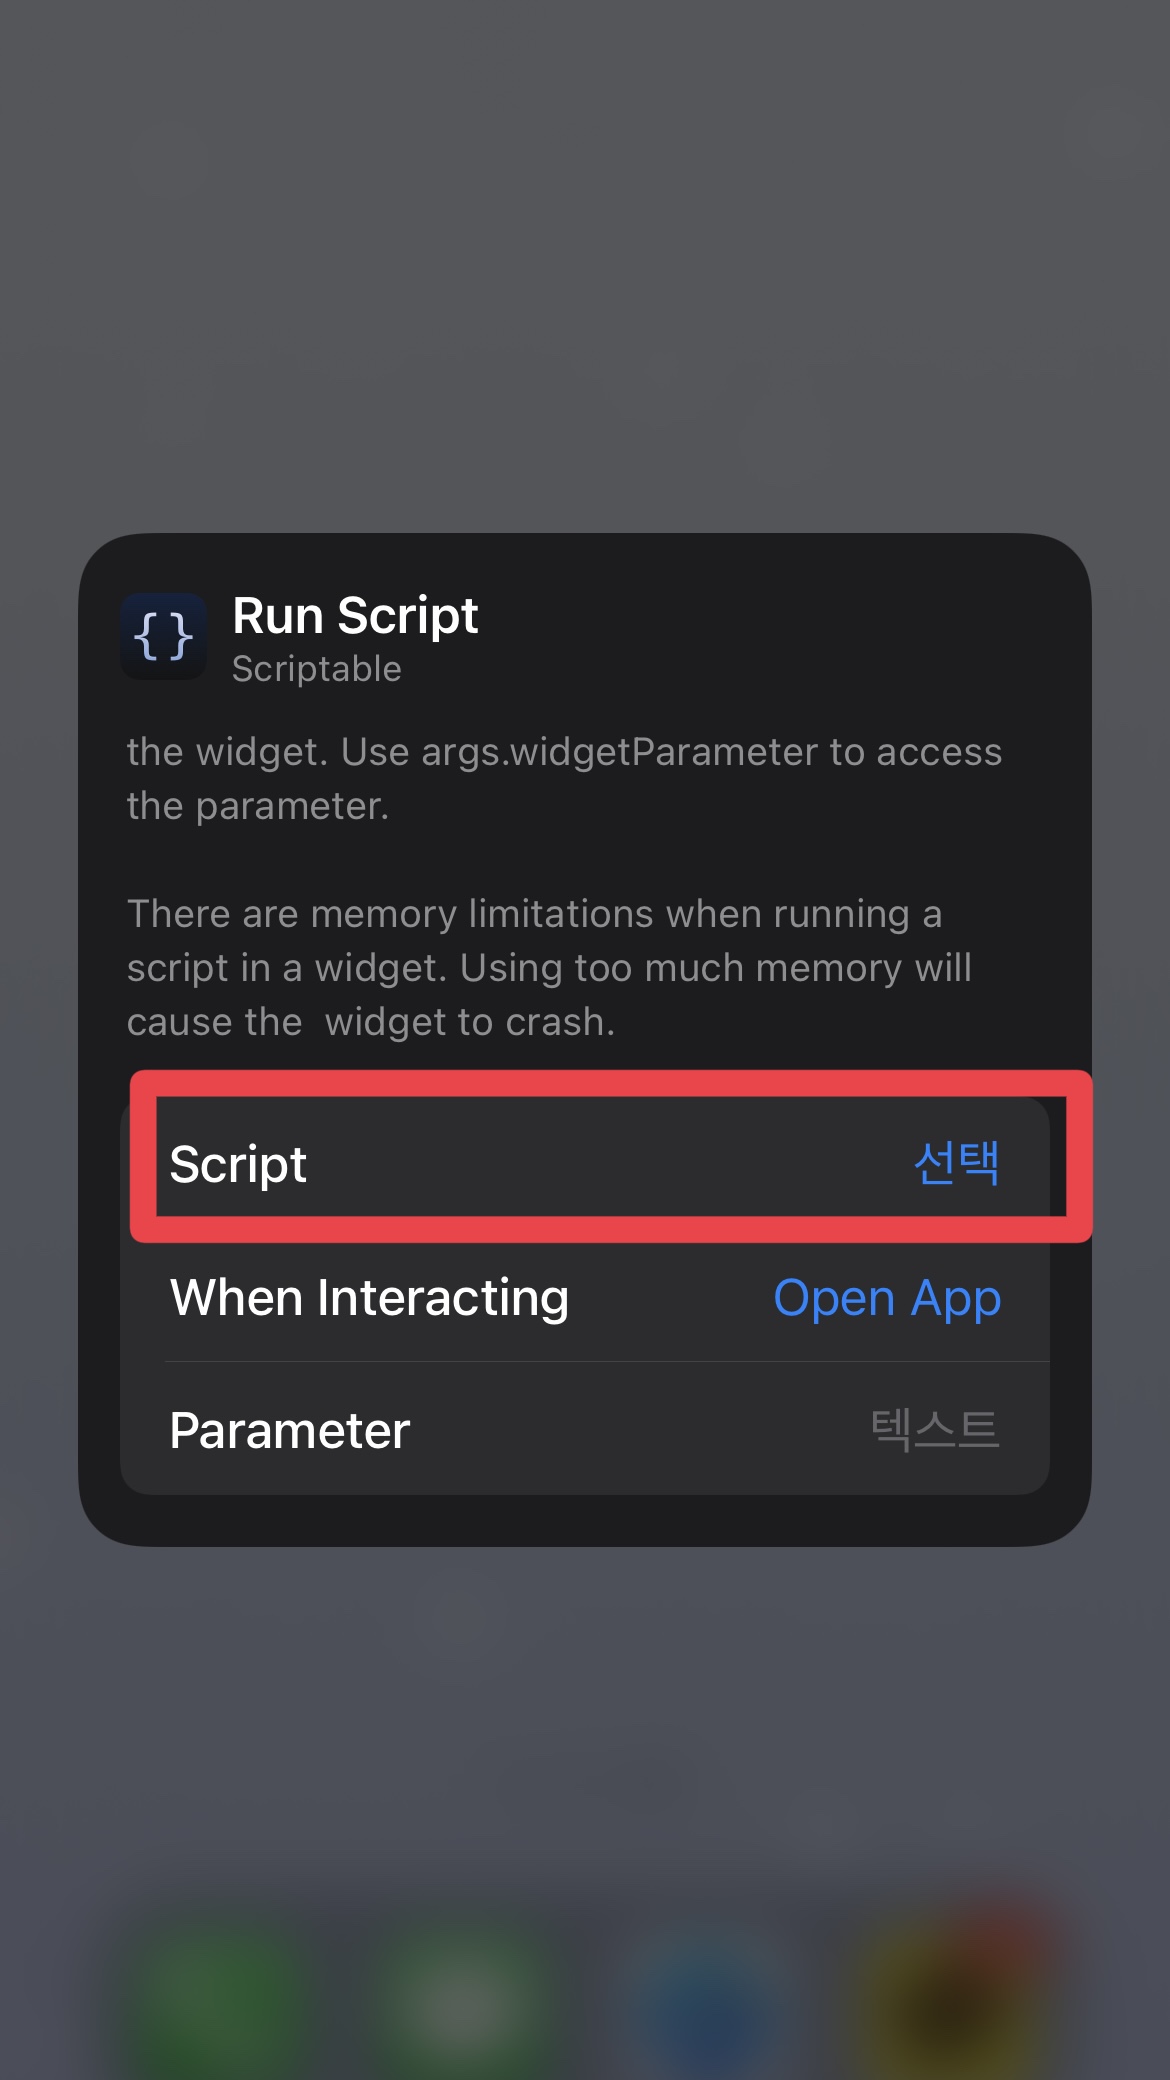 {}
Run Script
Scriptable
the widget. Use args.widgetParameter to access
the parameter.
There are memory limitations when running a
script in a widget. Using too much memory will
cause the  widget to crash.
Script 선택
When Interacting Open App
Parameter 텍스트